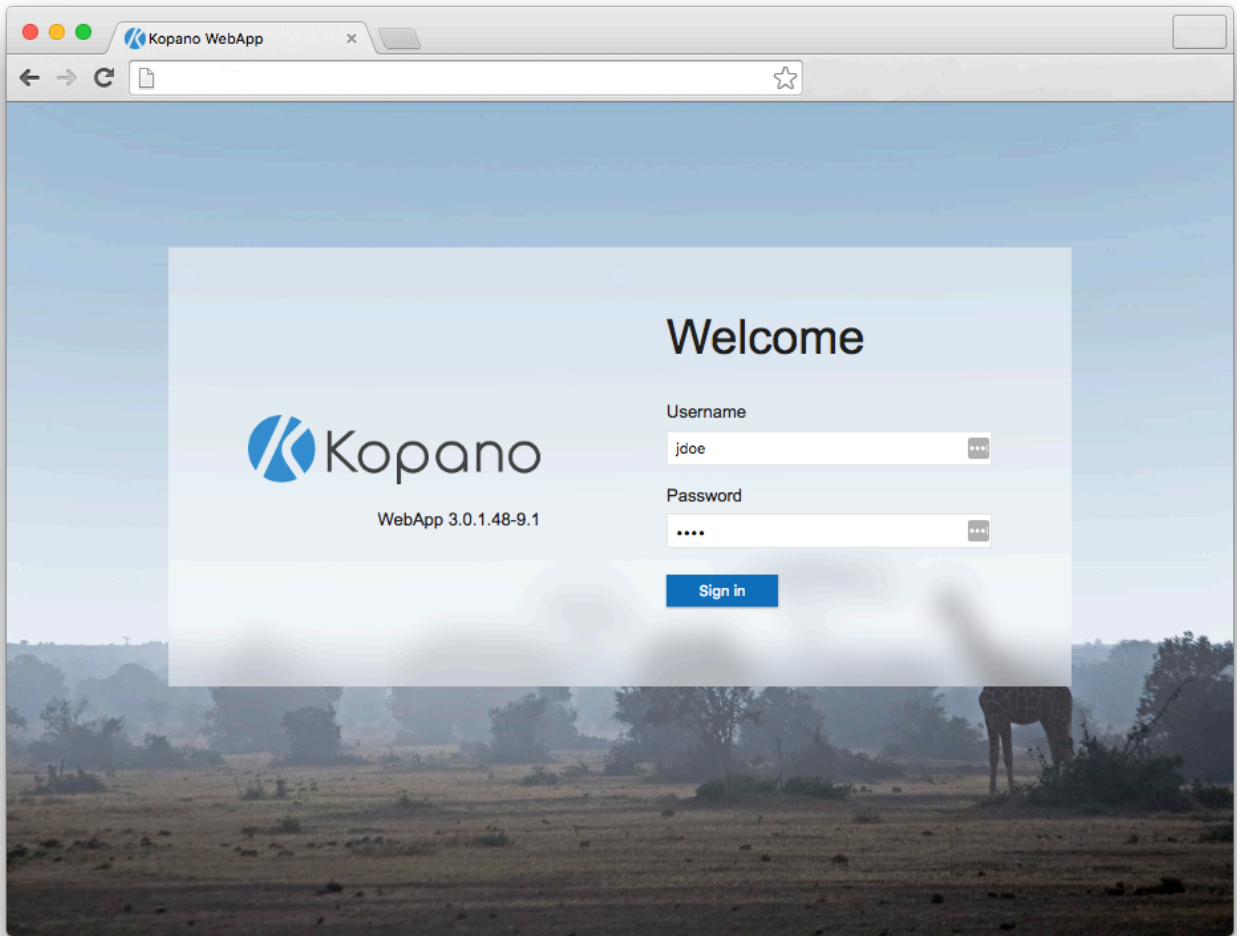 Kopano WebApp
Welcome
Username
jdoe
Kopano
Password
WebApp 3.0.1.48-9.1
••••
Sign in